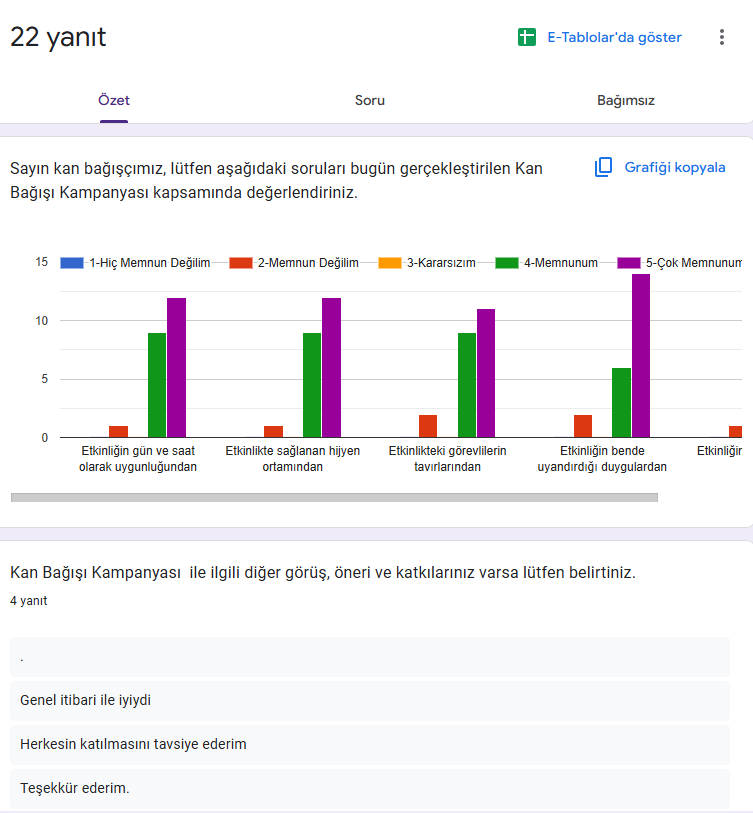 22 yanıt
E-Tablolar'da göster
Özet
Soru
Bağımsız
Sayın kan bağışçımız, lütfen aşağıdaki soruları bugün gerçekleştirilen Kan
Bağışı Kampanyası kapsamında değerlendiriniz.
Grafiği kopyala
15
1-Hiç Memnun Değilim
2-Memnun Değilim
3-Kararsızım
4-Memnunum
5-Çok Memnunum
10
5
0
Etkinliğin gün ve saat
olarak uygunluğundan
Etkinlikte sağlanan hijyen
ortamından
Etkinlikteki görevlilerin
tavırlarından
Etkinliğin bende
uyandırdığı duygulardan
Etkinliğin
Kan Bağışı Kampanyası  ile ilgili diğer görüş, öneri ve katkılarınız varsa lütfen belirtiniz.
4 yanıt
.
Genel itibari ile iyiydi
Herkesin katılmasını tavsiye ederim
Teşekkür ederim.